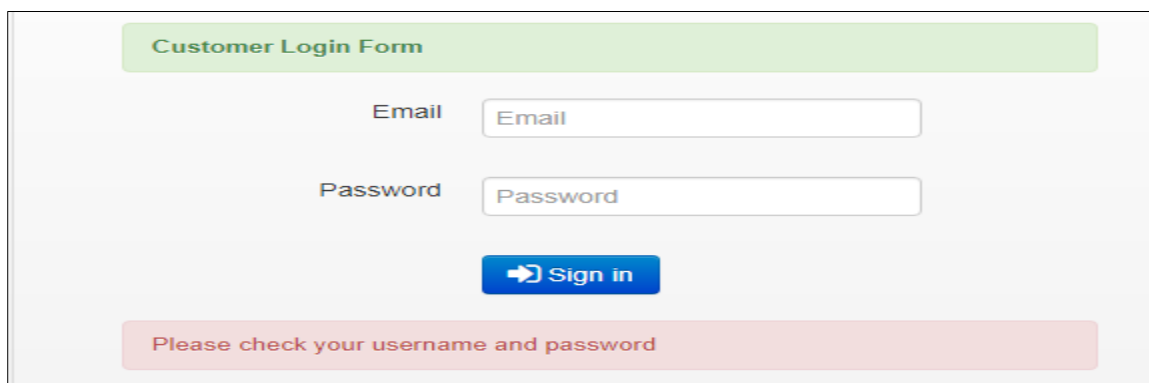 Customer Login Form
Email
Email
Password
Password
Sign in
Please check your username and password